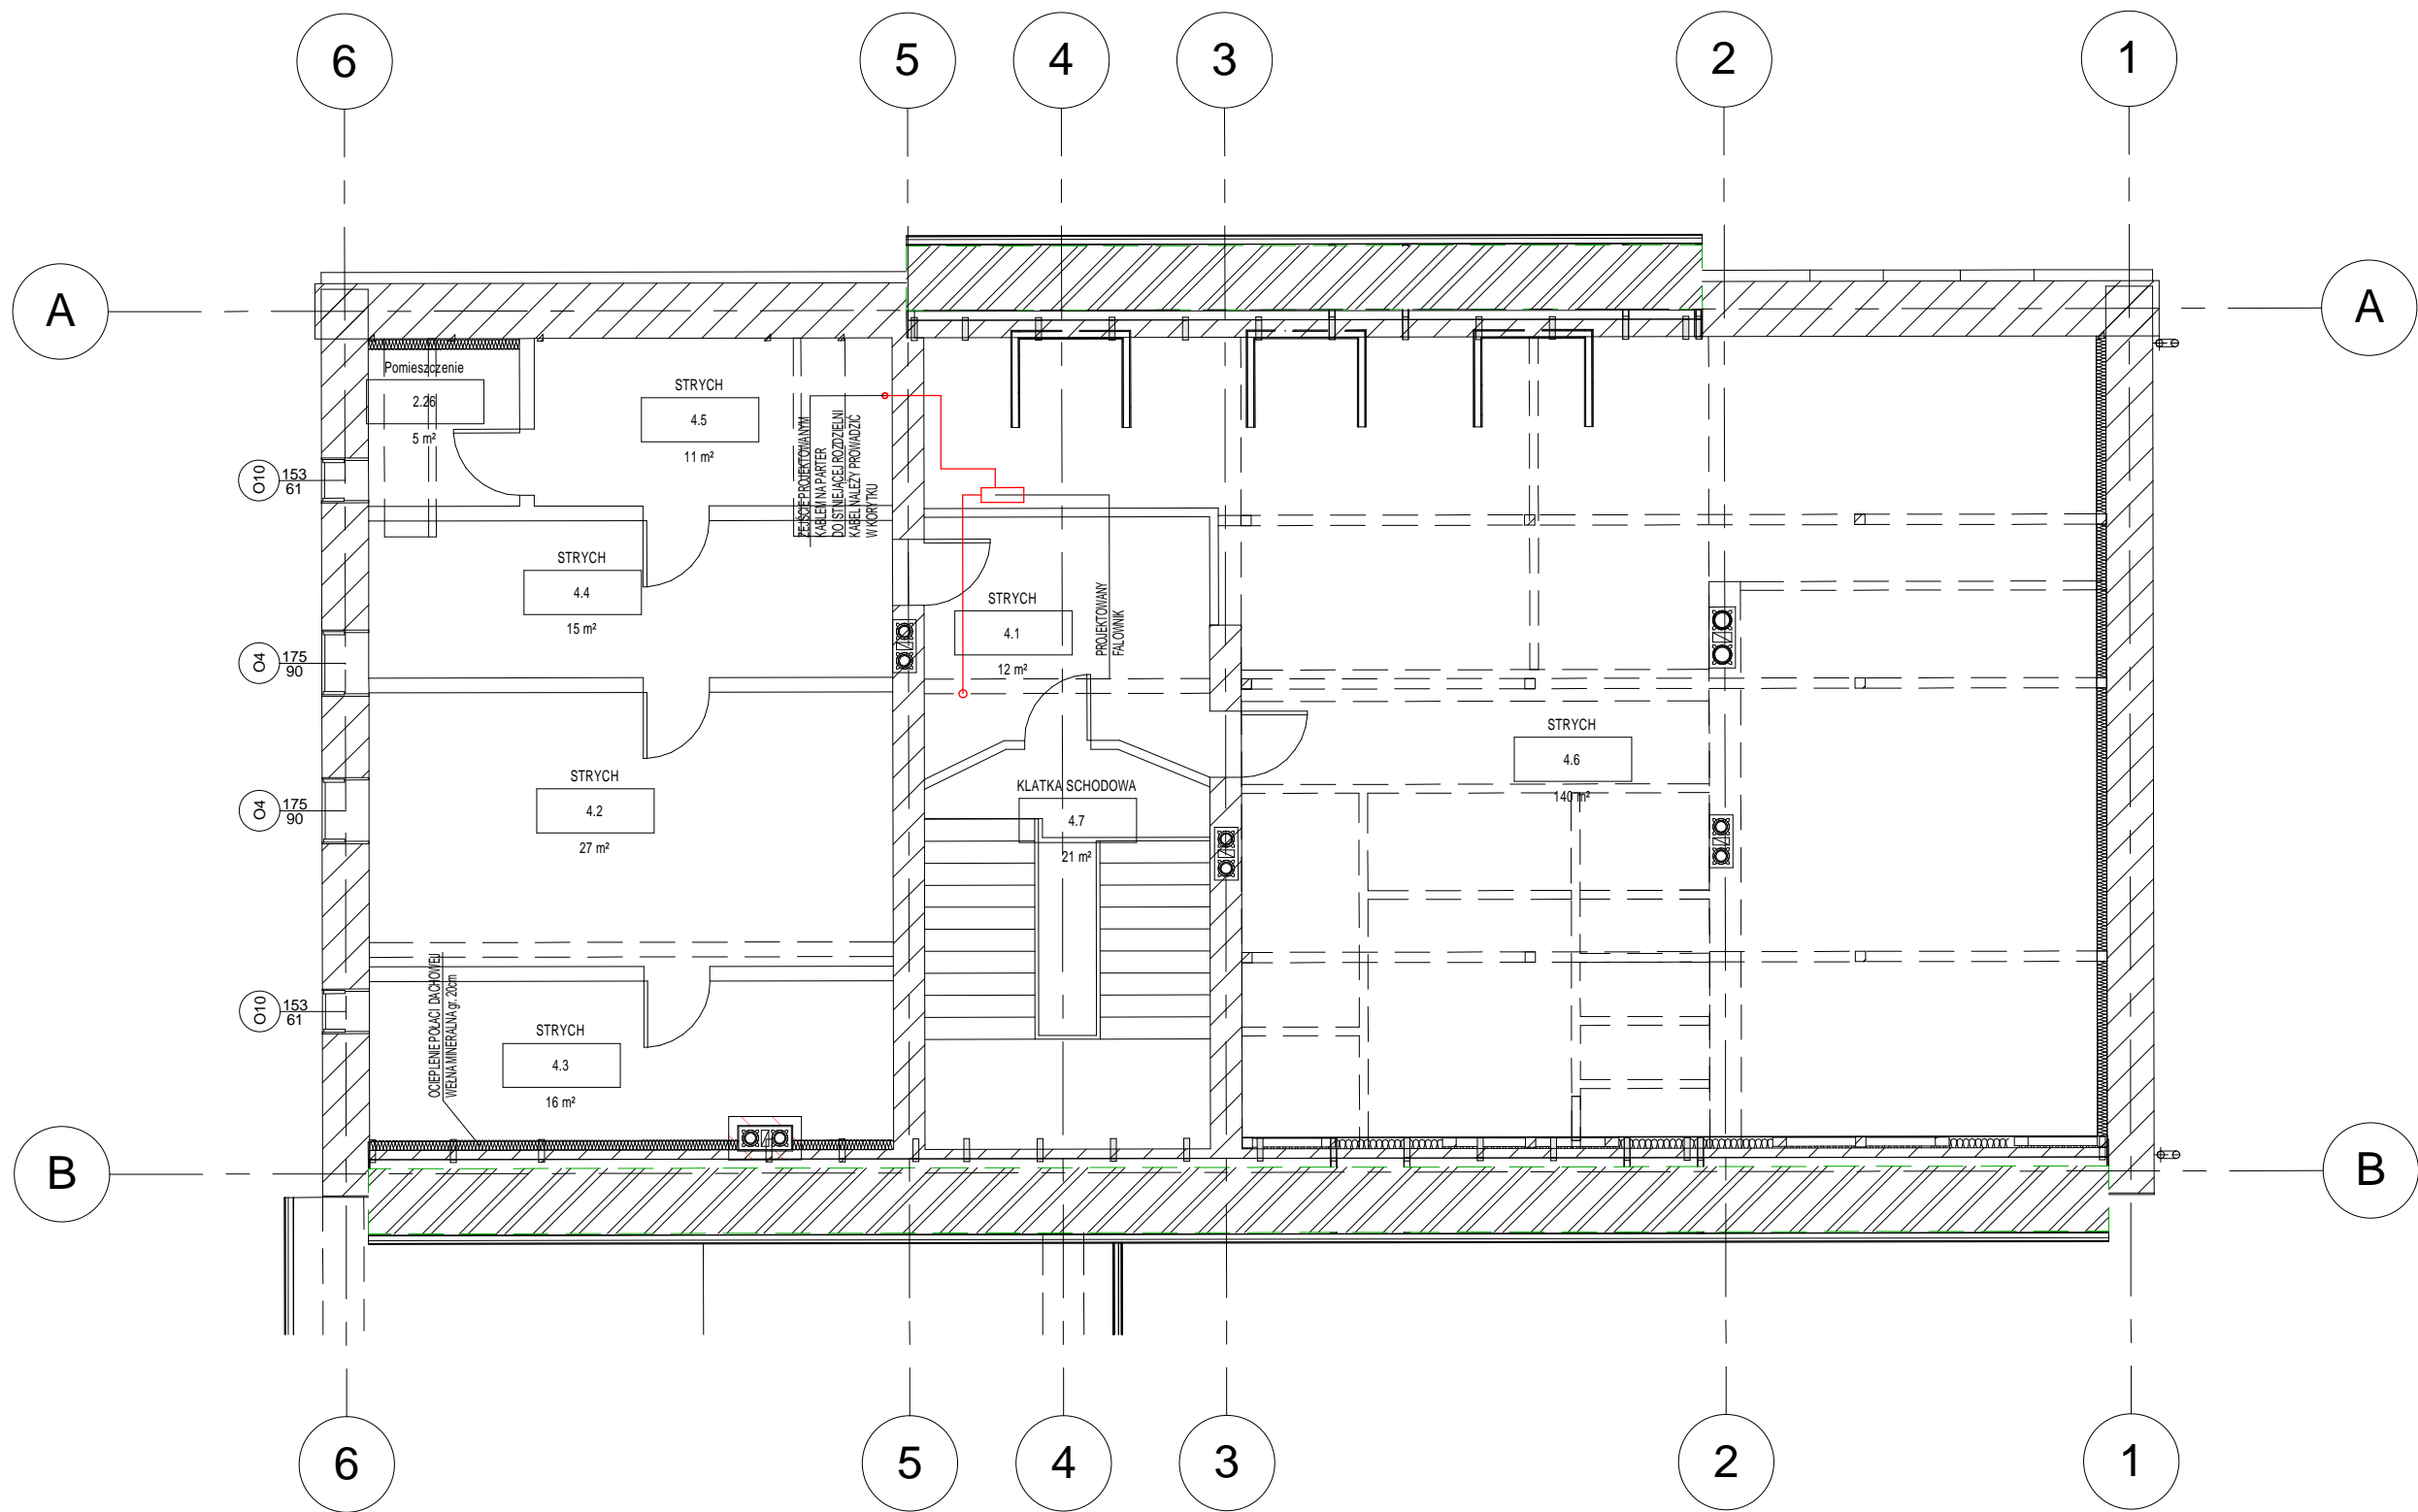 6
5
4
3
2
1
A
A
Pomieszczenie
2.26
5 m²
STRYCH
4.5
11 m²
ZEJŚCIE PROJEKTOWANYM
KABLEM NA PARTER
DO ISTNIEJĄCEJ ROZDZIELNI
KABEL NALEŻY PROWADZIĆ
W KORYTKU
O10
153
61
STRYCH
4.4
15 m²
STRYCH
4.1
12 m²
PROJEKTOWANY
FALOWNIK
O4
175
90
STRYCH
4.6
140 m²
STRYCH
4.2
27 m²
KLATKA SCHODOWA
4.7
21 m²
O4
175
90
OCIEPLENIE POŁACI DACHOWEJ
WEŁNA MINERALNA gr. 20cm
O10
153
61
STRYCH
4.3
16 m²
B
B
6
5
4
3
2
1